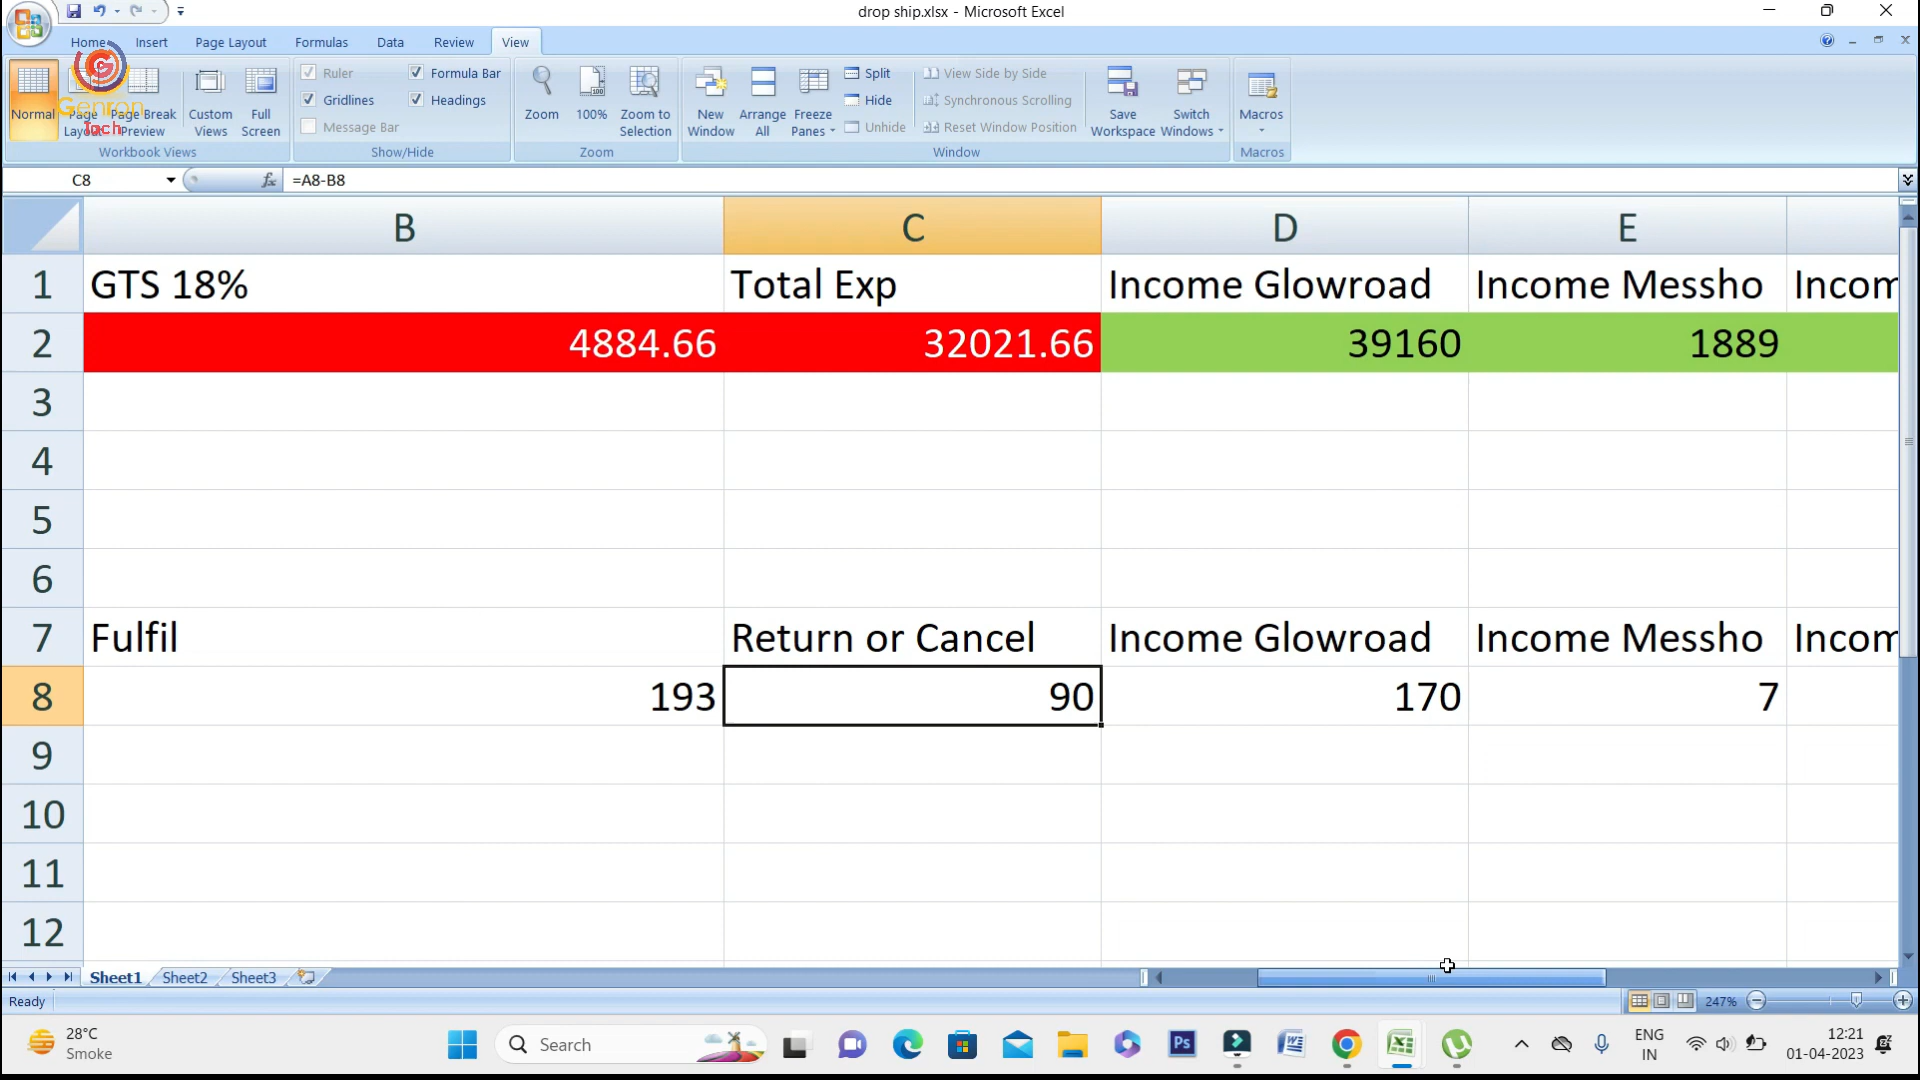 drop ship.xlsx - Microsoft Excel
Home Insert Page Layout Formulas Data Review View
Normal
Page Layout
Page Break Preview
Custom Views
Full Screen
Workbook Views
Ruler
Gridlines
Message Bar
Formula Bar
Headings
Show/Hide
Zoom
100%
Zoom to Selection
Zoom
New Window
Arrange All
Freeze Panes
Split
Hide
Unhide
View Side by Side
Synchronous Scrolling
Reset Window Position
Save Workspace
Switch Windows
Window
Macros
Macros
Genron
Tach
C8 fx =A8-B8
B C D E
1 GTS 18% Total Exp Income Glowroad Income Messho Incom
2 4884.66 32021.66 39160 1889
3
4
5
6
7 Fulfil Return or Cancel Income Glowroad Income Messho Incom
8 193 90 170 7
9
10
11
12
Sheet1 Sheet2 Sheet3
Ready 247%
28°C
Smoke
Search
Ps
ENG
IN
12:21
01-04-2023